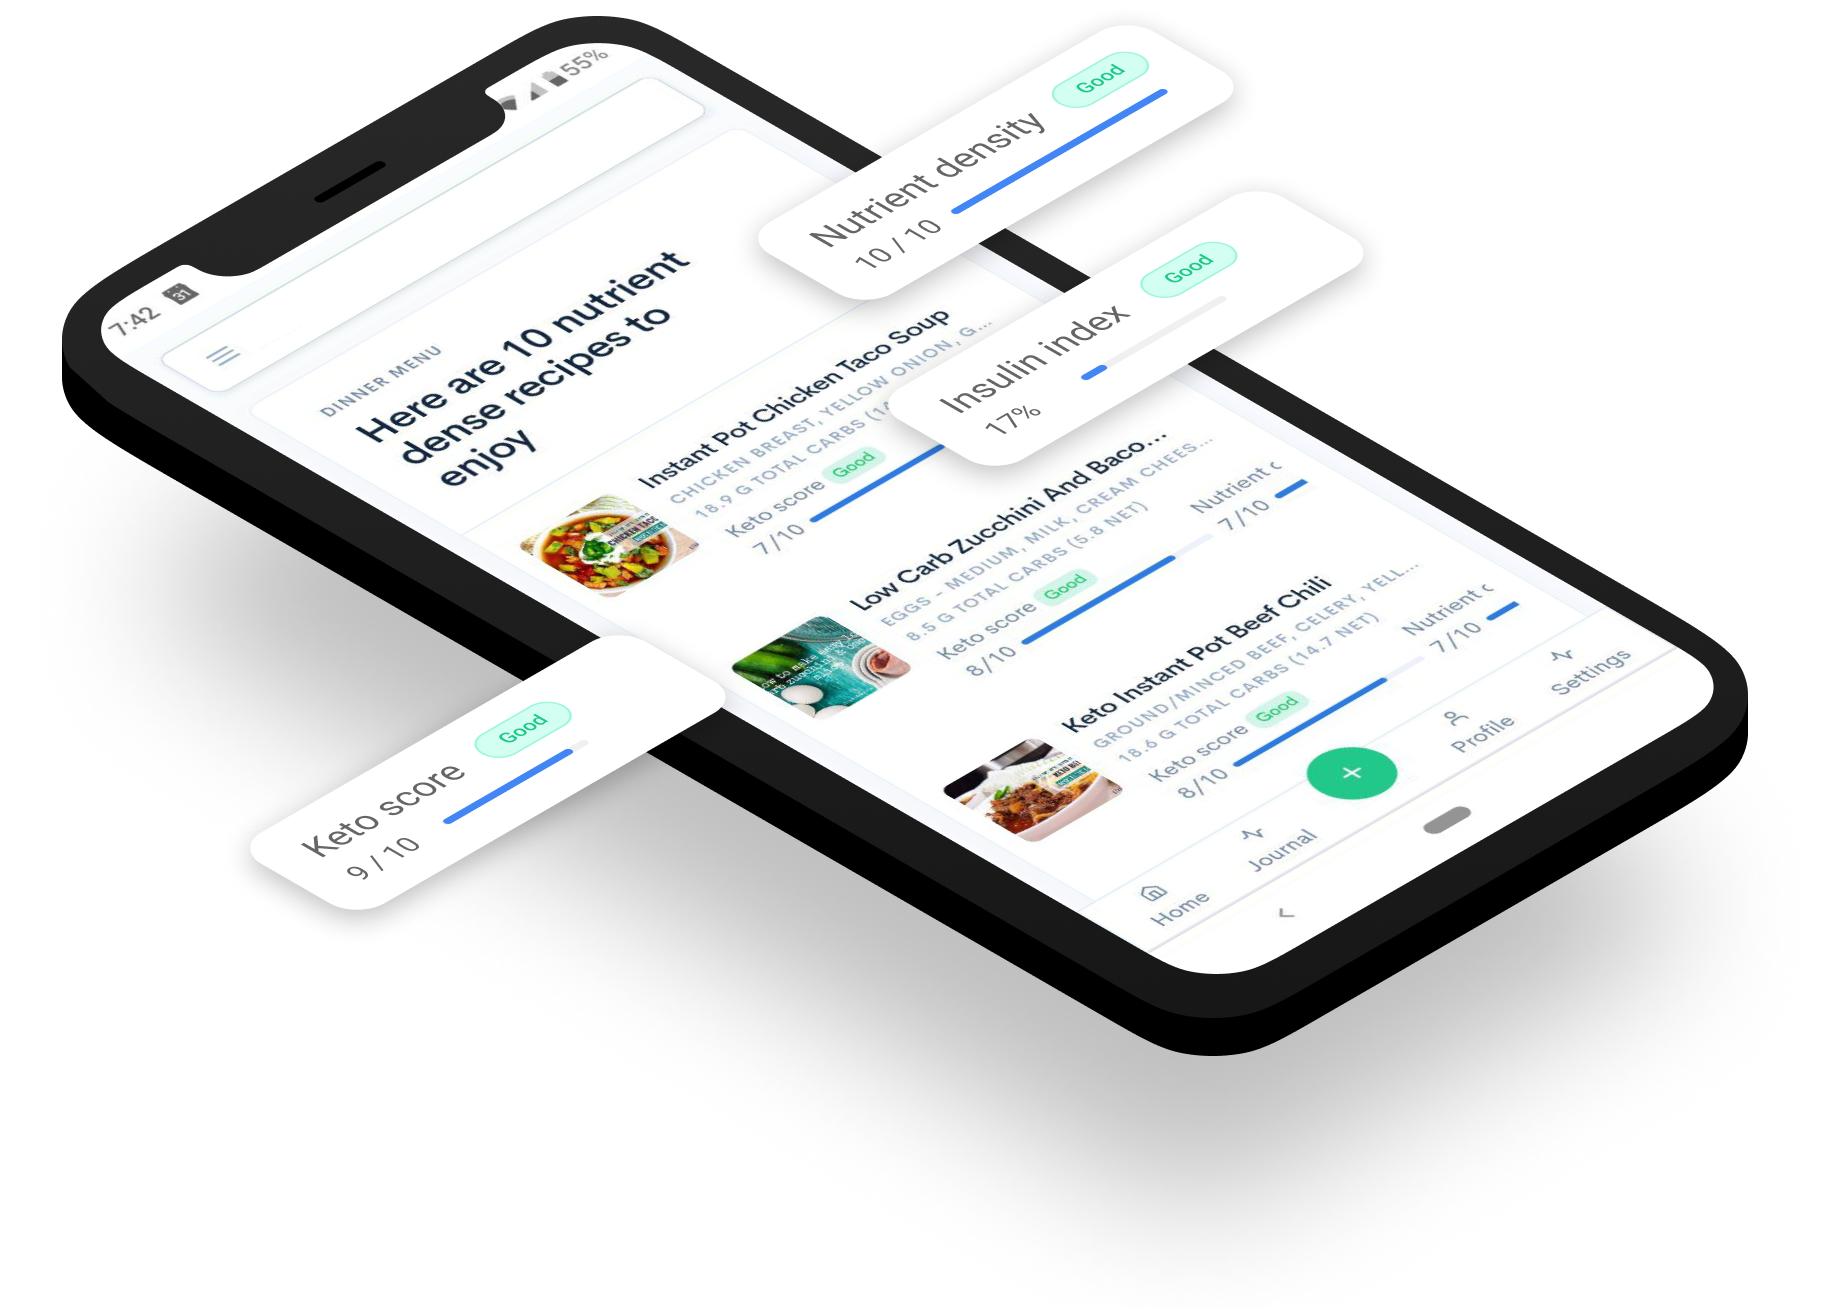 7:42
31
55%
DINNER MENU
Here are 10 nutrient
dense recipes to
enjoy
Nutrient density Good
10 / 10
Insulin index Good
17%
Keto score Good
9 / 10
Instant Pot Chicken Taco Soup
CHICKEN BREAST, YELLOW ONION, G...
18.9 G TOTAL CARBS (14
Keto score Good
7/10
CHICKEN TACO
Low Carb Zucchini And Baco...
EGGS - MEDIUM, MILK, CREAM CHEES...
8.5 G TOTAL CARBS (5.8 NET)
Keto score Good
8/10
Nutrient
7/10
Keto Instant Pot Beef Chili
GROUND/MINCED BEEF, CELERY, YELL...
18.6 G TOTAL CARBS (14.7 NET)
Keto score Good
8/10
Nutrient
7/10
Home
Journal
+
Profile
Settings